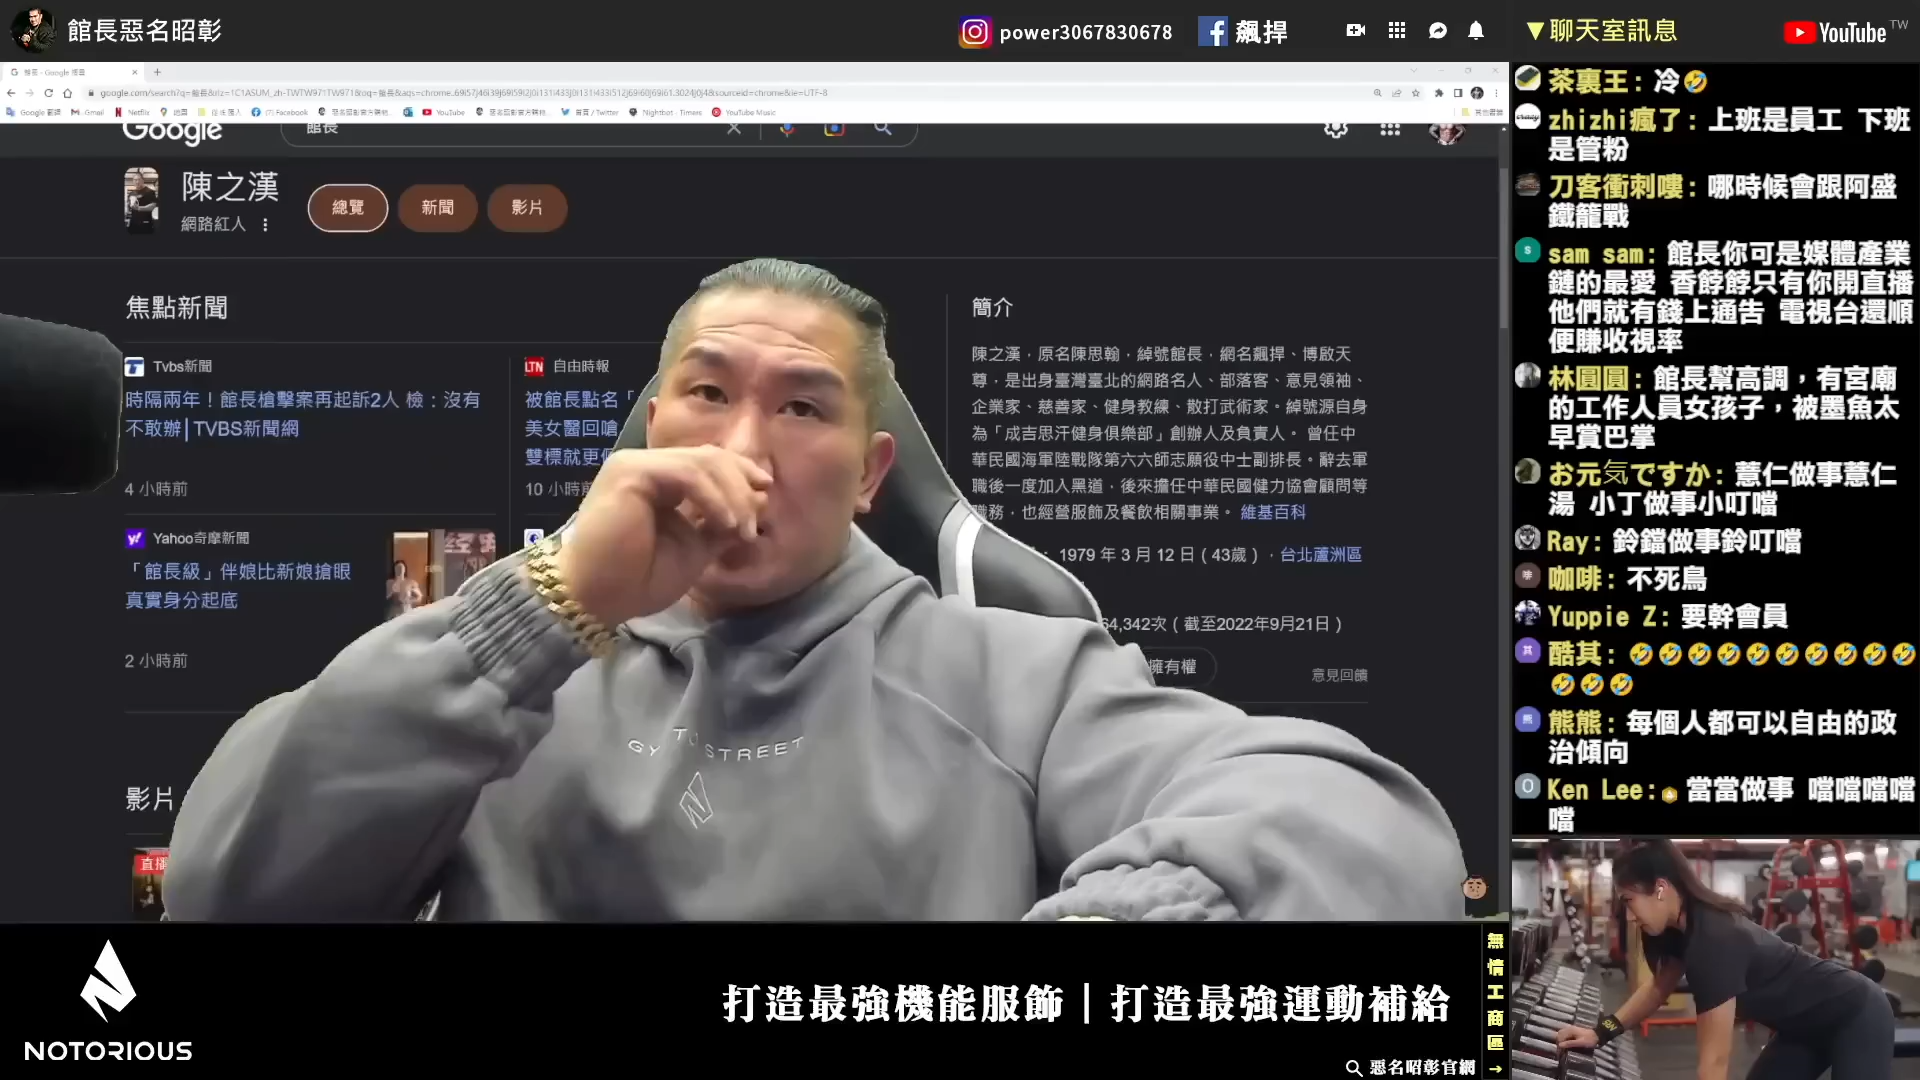 館長惡名昭彰
power3067830678
飆捍
▼聊天室訊息
YouTube TW
Google 翻譯
Gmail
Netflix
地圖
(1) Facebook
YouTube
首頁 / Twitter
Nightbot - Timers
YouTube Music
Google
館長
陳之漢
網路紅人
總覽
新聞
影片
焦點新聞
Tvbs新聞
時隔兩年！館長槍擊案再起訴2人 檢：沒有
不敢辦 | TVBS新聞網
4 小時前
LTN 自由時報
被館長點名「
美女醫回嗆
雙標就更
10 小時
Yahoo奇摩新聞
「館長級」伴娘比新娘搶眼
真實身分起底
2 小時前
影片
直播
簡介
陳之漢，原名陳思翰，綽號館長，網名飆捍、博啟天
尊，是出身臺灣臺北的網路名人、部落客、意見領袖、
企業家、慈善家、健身教練、散打武術家。綽號源自身
為「成吉思汗健身俱樂部」創辦人及負責人。 曾任中
華民國海軍陸戰隊第六六師志願役中士副排長。辭去軍
職後一度加入黑道，後來擔任中華民國健力協會顧問等
職務，也經營服飾及餐飲相關事業。 維基百科
1979 年 3 月 12 日 ( 43歲 )，台北蘆洲區
64,342次 ( 截至2022年9月21日 )
擁有權
意見回饋
GY TO STREET
茶裏王: 冷🤣
zhizhi瘋了: 上班是員工 下班
是管粉
刀客衝刺嘍: 哪時候會跟阿盛
鐵籠戰
sam sam: 館長你可是媒體產業
鏈的最愛 香餑餑只有你開直播
他們就有錢上通告 電視台還順
便賺收視率
林圓圓: 館長幫高調，有宮廟
的工作人員女孩子，被墨魚太
早賞巴掌
お元気ですか: 薏仁做事薏仁
湯 小丁做事小叮噹
Ray: 鈴鐺做事鈴叮噹
咖啡: 不死鳥
Yuppie Z: 要幹會員
酷其: 🤣🤣🤣🤣🤣🤣🤣🤣🤣🤣
🤣🤣🤣
熊熊: 每個人都可以自由的政
治傾向
Ken Lee: 當當做事 噹噹噹噹
噹
NOTORIOUS
打造最強機能服飾｜打造最強運動補給
惡名昭彰官網
無情工商區→